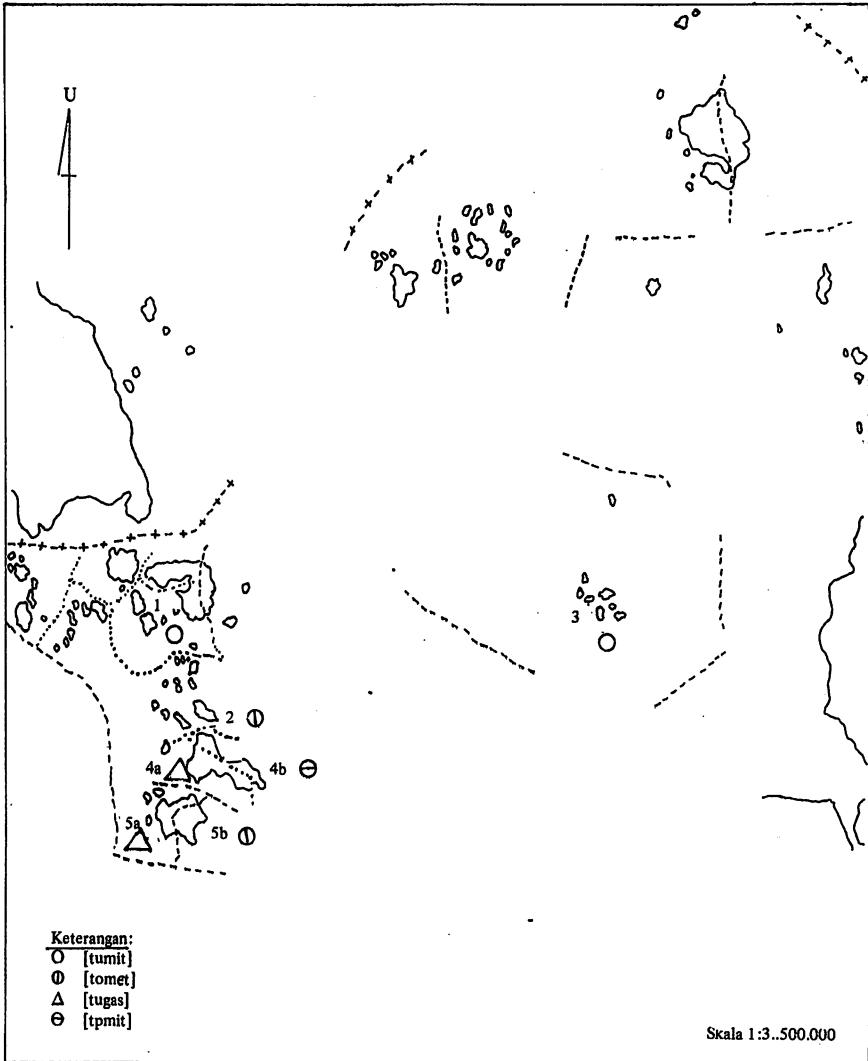 U
1
3
2
4a
4b
5a
5b
Keterangan:
[tumit]
[tomet]
[tugas]
[tpmit]
Skala 1:3..500.000